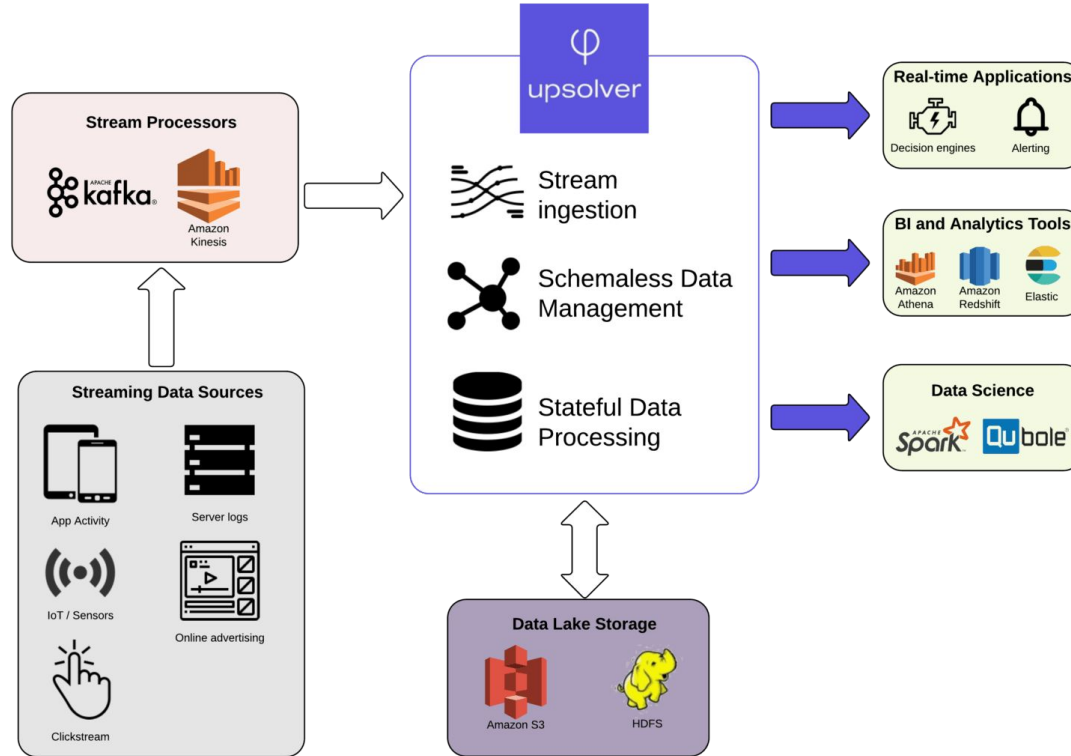 φ
upsolver
Stream Processors
APACHE
kafka®
Amazon
Kinesis
Streaming Data Sources
App Activity
Server logs
IoT / Sensors
Online advertising
Clickstream
Stream
ingestion
Schemaless Data
Management
Stateful Data
Processing
Data Lake Storage
Amazon S3
HDFS
Real-time Applications
Decision engines
Alerting
BI and Analytics Tools
Amazon
Athena
Amazon
Redshift
Elastic
Data Science
APACHE
Spark™
Qubole®